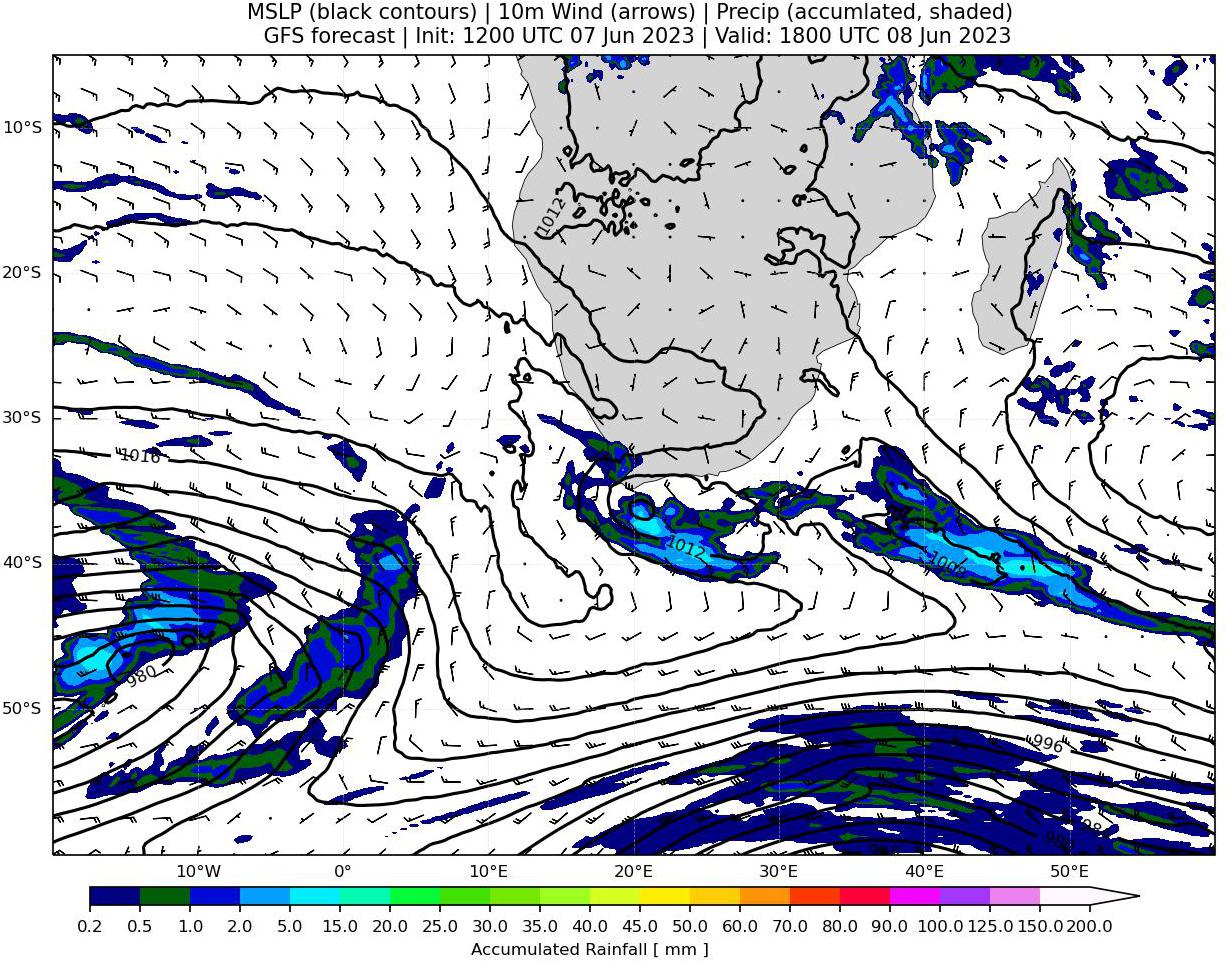 MSLP (black contours) | 10m Wind (arrows) | Precip (accumlated, shaded)
GFS forecast | Init: 1200 UTC 07 Jun 2023 | Valid: 1800 UTC 08 Jun 2023
10°S
1012
20°S
30°S
1016
1012
1008
40°S
980
50°S
996
10°W 0° 10°E 20°E 30°E 40°E 50°E
0.2 0.5 1.0 2.0 5.0 10.0 15.0 20.0 25.0 30.0 35.0 40.0 45.0 50.0 60.0 70.0 80.0 90.0 100.0 125.0 150.0 200.0
Accumulated Rainfall [ mm ]